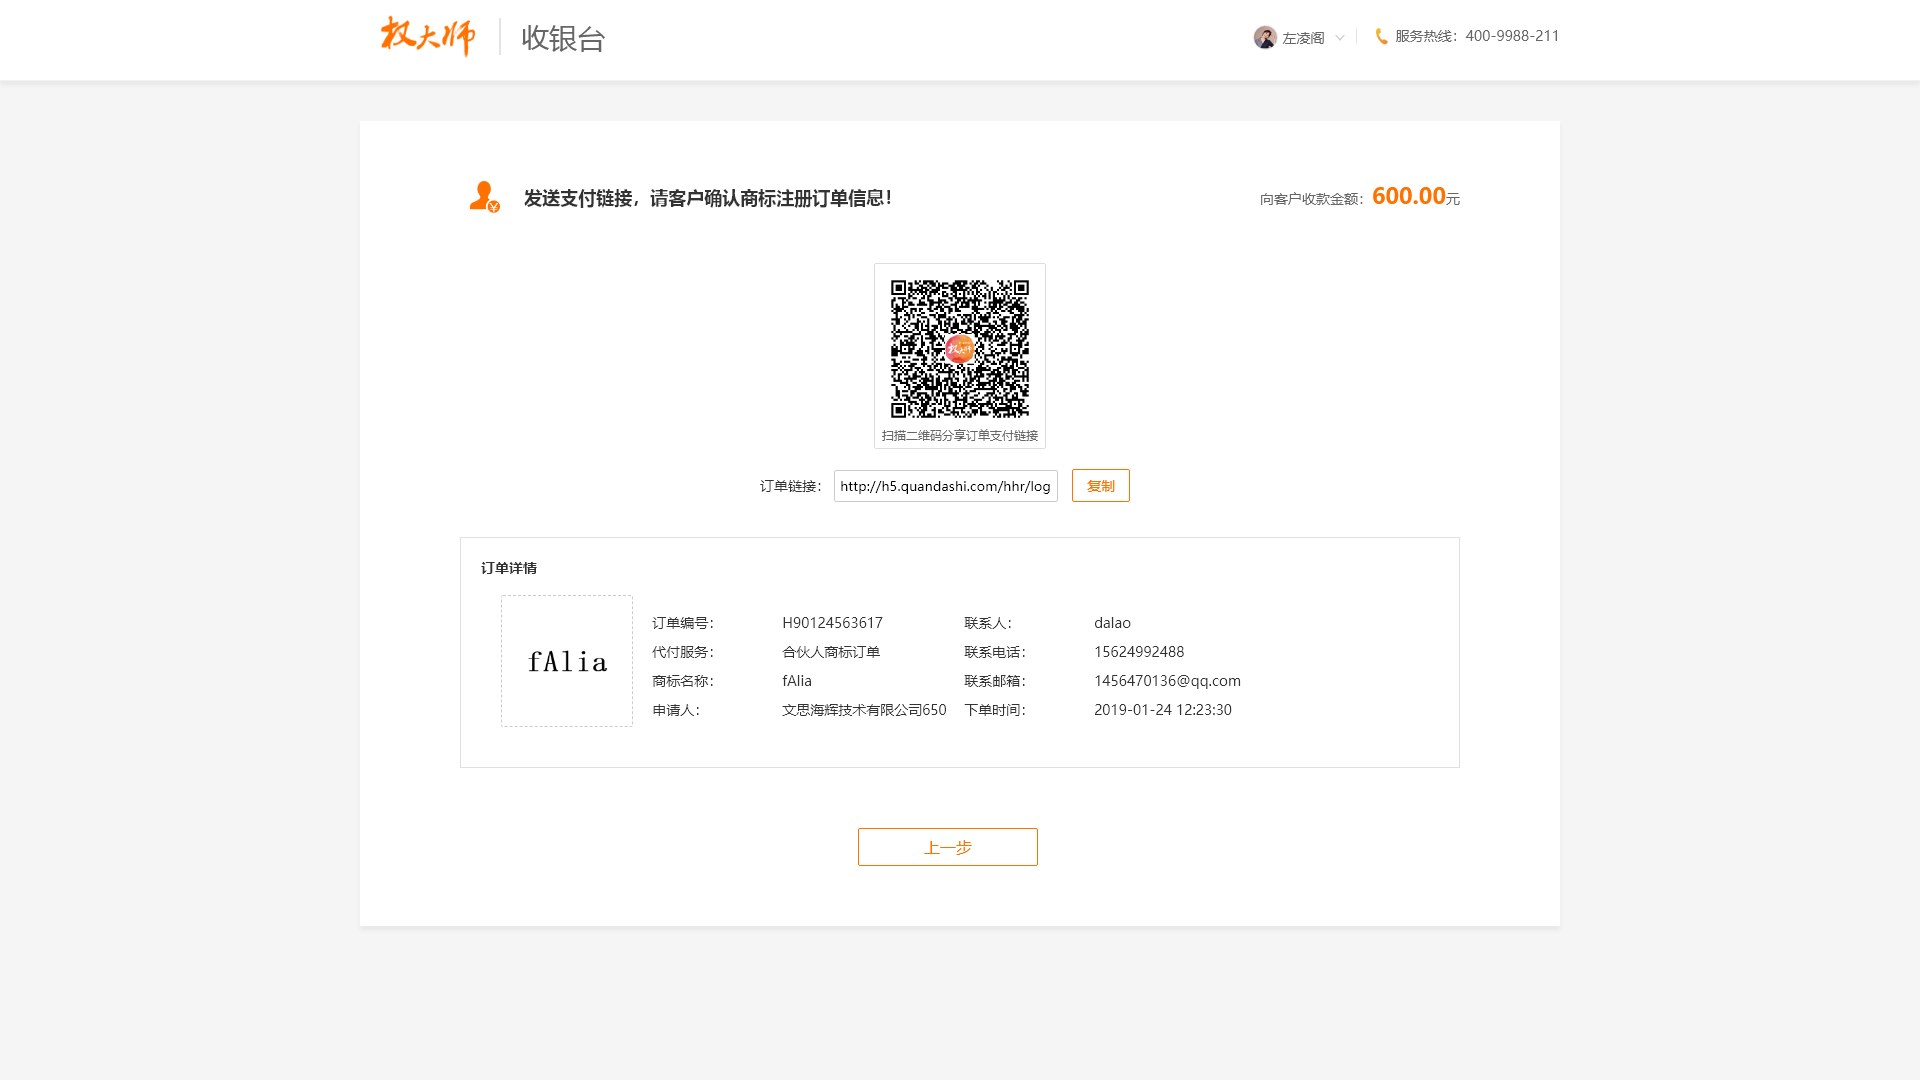 权大师 收银台 左凌阁 服务热线：400-9988-211
发送支付链接，请客户确认商标注册订单信息！ 向客户收款金额：600.00元
权大师
扫描二维码分享订单支付链接
订单链接： http://h5.quandashi.com/hhr/log 复制
订单详情
fAlia
订单编号： H90124563617 联系人： dalao
代付服务： 合伙人商标订单 联系电话： 15624992488
商标名称： fAlia 联系邮箱： 1456470136@qq.com
申请人： 文思海辉技术有限公司650 下单时间： 2019-01-24 12:23:30
上一步